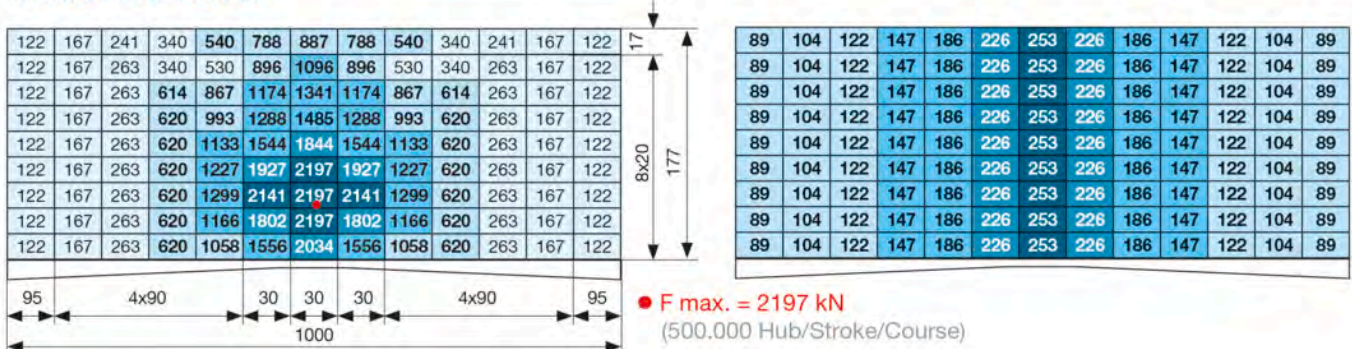 122 167 241 340 540 788 887 788 540 340 241 167 122 17
122 167 263 340 530 896 1096 896 530 340 263 167 122
122 167 263 614 867 1174 1341 1174 867 614 263 167 122
122 167 263 620 993 1288 1485 1288 993 620 263 167 122
122 167 263 620 1133 1544 1844 1544 1133 620 263 167 122
122 167 263 620 1227 1927 2197 1927 1227 620 263 167 122
122 167 263 620 1299 2141 2197 2141 1299 620 263 167 122
122 167 263 620 1166 1802 2197 1802 1166 620 263 167 122
122 167 263 620 1058 1556 2034 1556 1058 620 263 167 122
8x20
177
95 4x90 30 30 30 4x90 95
1000
89 104 122 147 186 226 253 226 186 147 122 104 89
89 104 122 147 186 226 253 226 186 147 122 104 89
89 104 122 147 186 226 253 226 186 147 122 104 89
89 104 122 147 186 226 253 226 186 147 122 104 89
89 104 122 147 186 226 253 226 186 147 122 104 89
89 104 122 147 186 226 253 226 186 147 122 104 89
89 104 122 147 186 226 253 226 186 147 122 104 89
89 104 122 147 186 226 253 226 186 147 122 104 89
89 104 122 147 186 226 253 226 186 147 122 104 89
F max. = 2197 kN
(500.000 Hub/Stroke/Course)